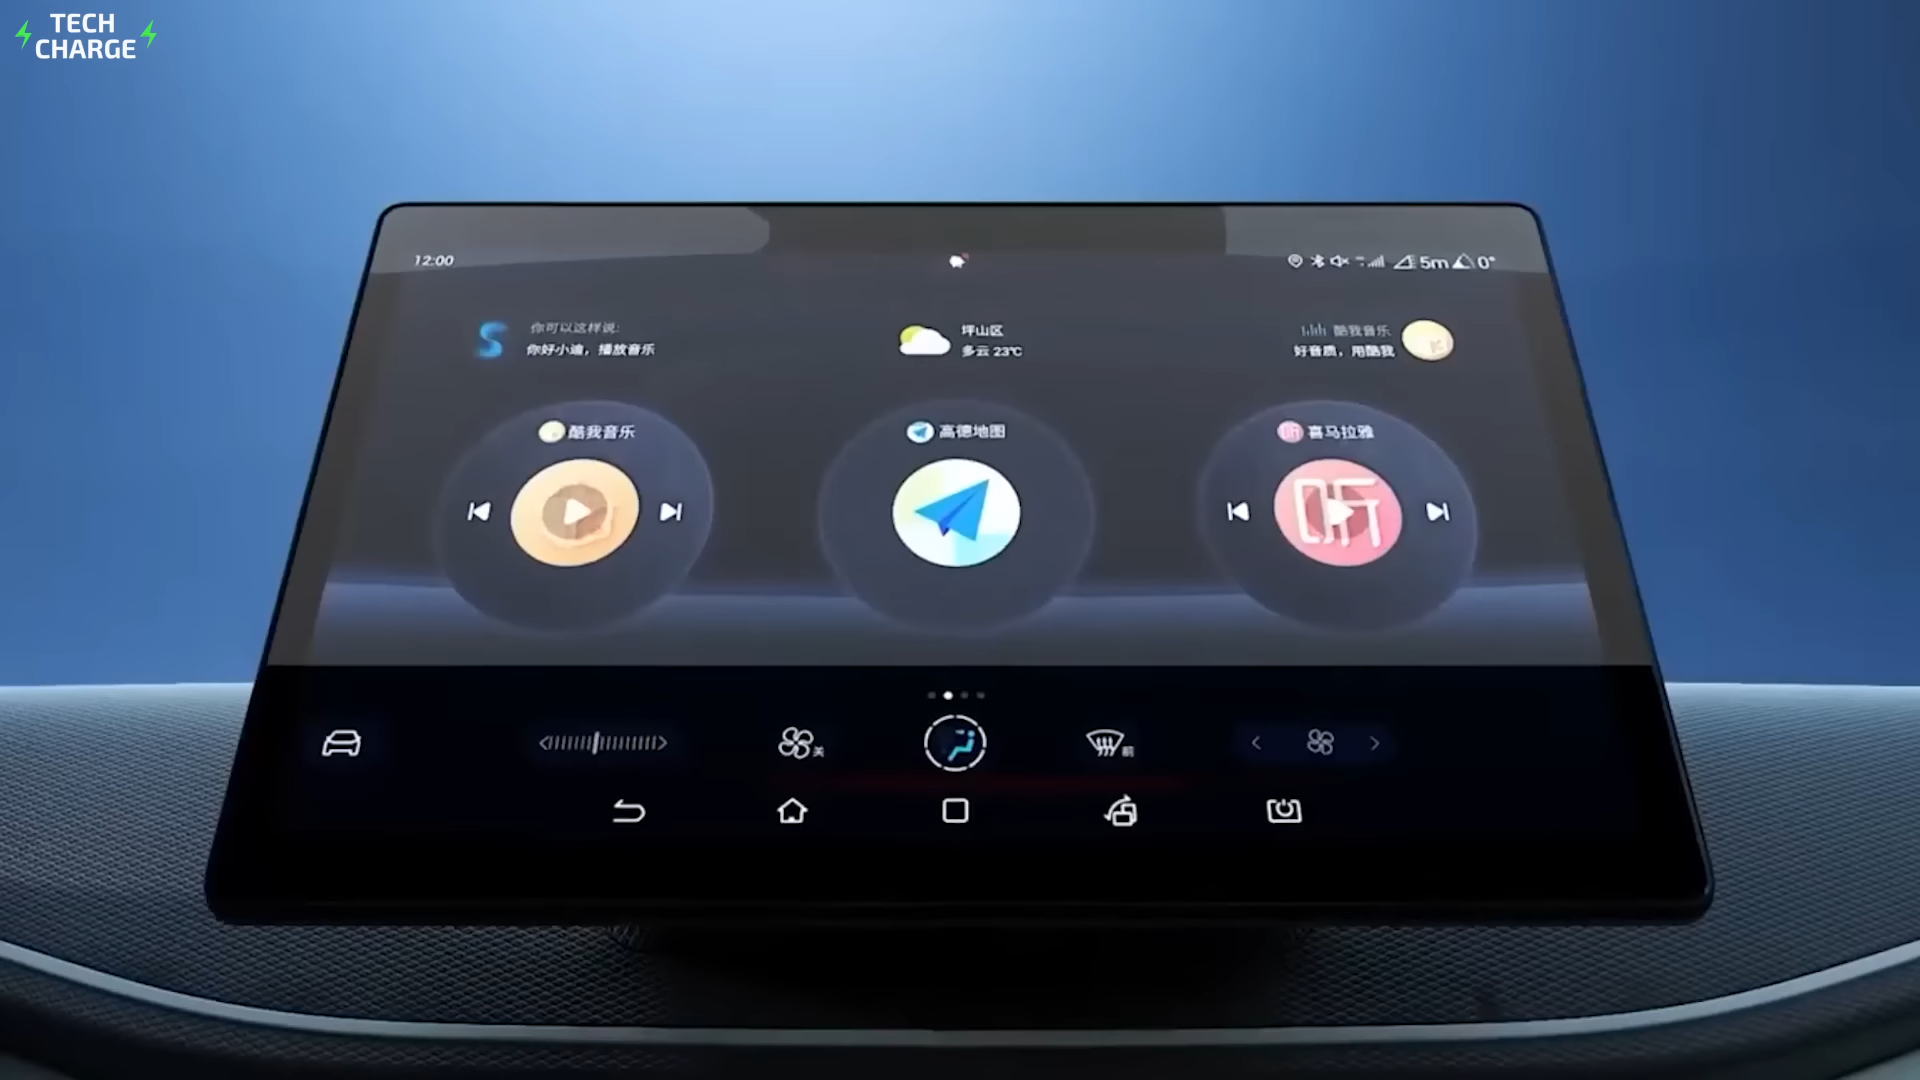 TECH
CHARGE
12:00
5m 0°
你可以这样说:
你好小迪，播放音乐
坪山区
多云 23℃
酷我音乐
好音质，用酷我
酷我音乐
高德地图
喜马拉雅
听
关
前